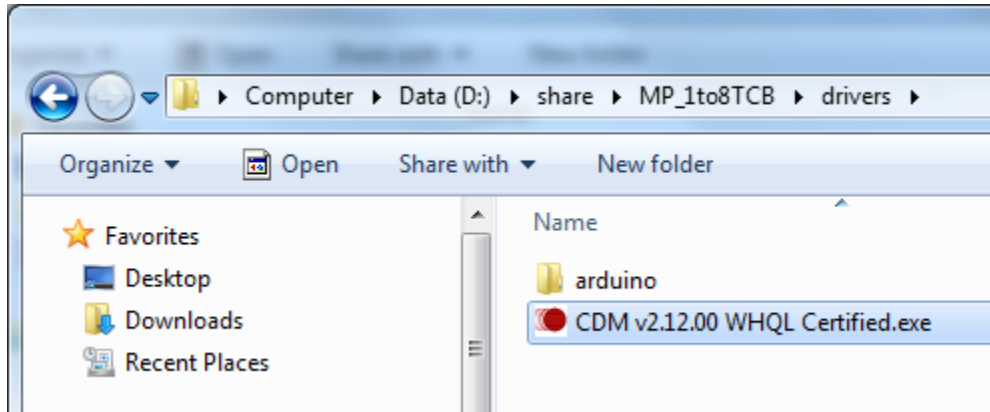 Computer Data (D:) share MP_1to8TCB drivers
Organize Open Share with New folder
Favorites
Desktop
Downloads
Recent Places
Name
arduino
CDM v2.12.00 WHQL Certified.exe